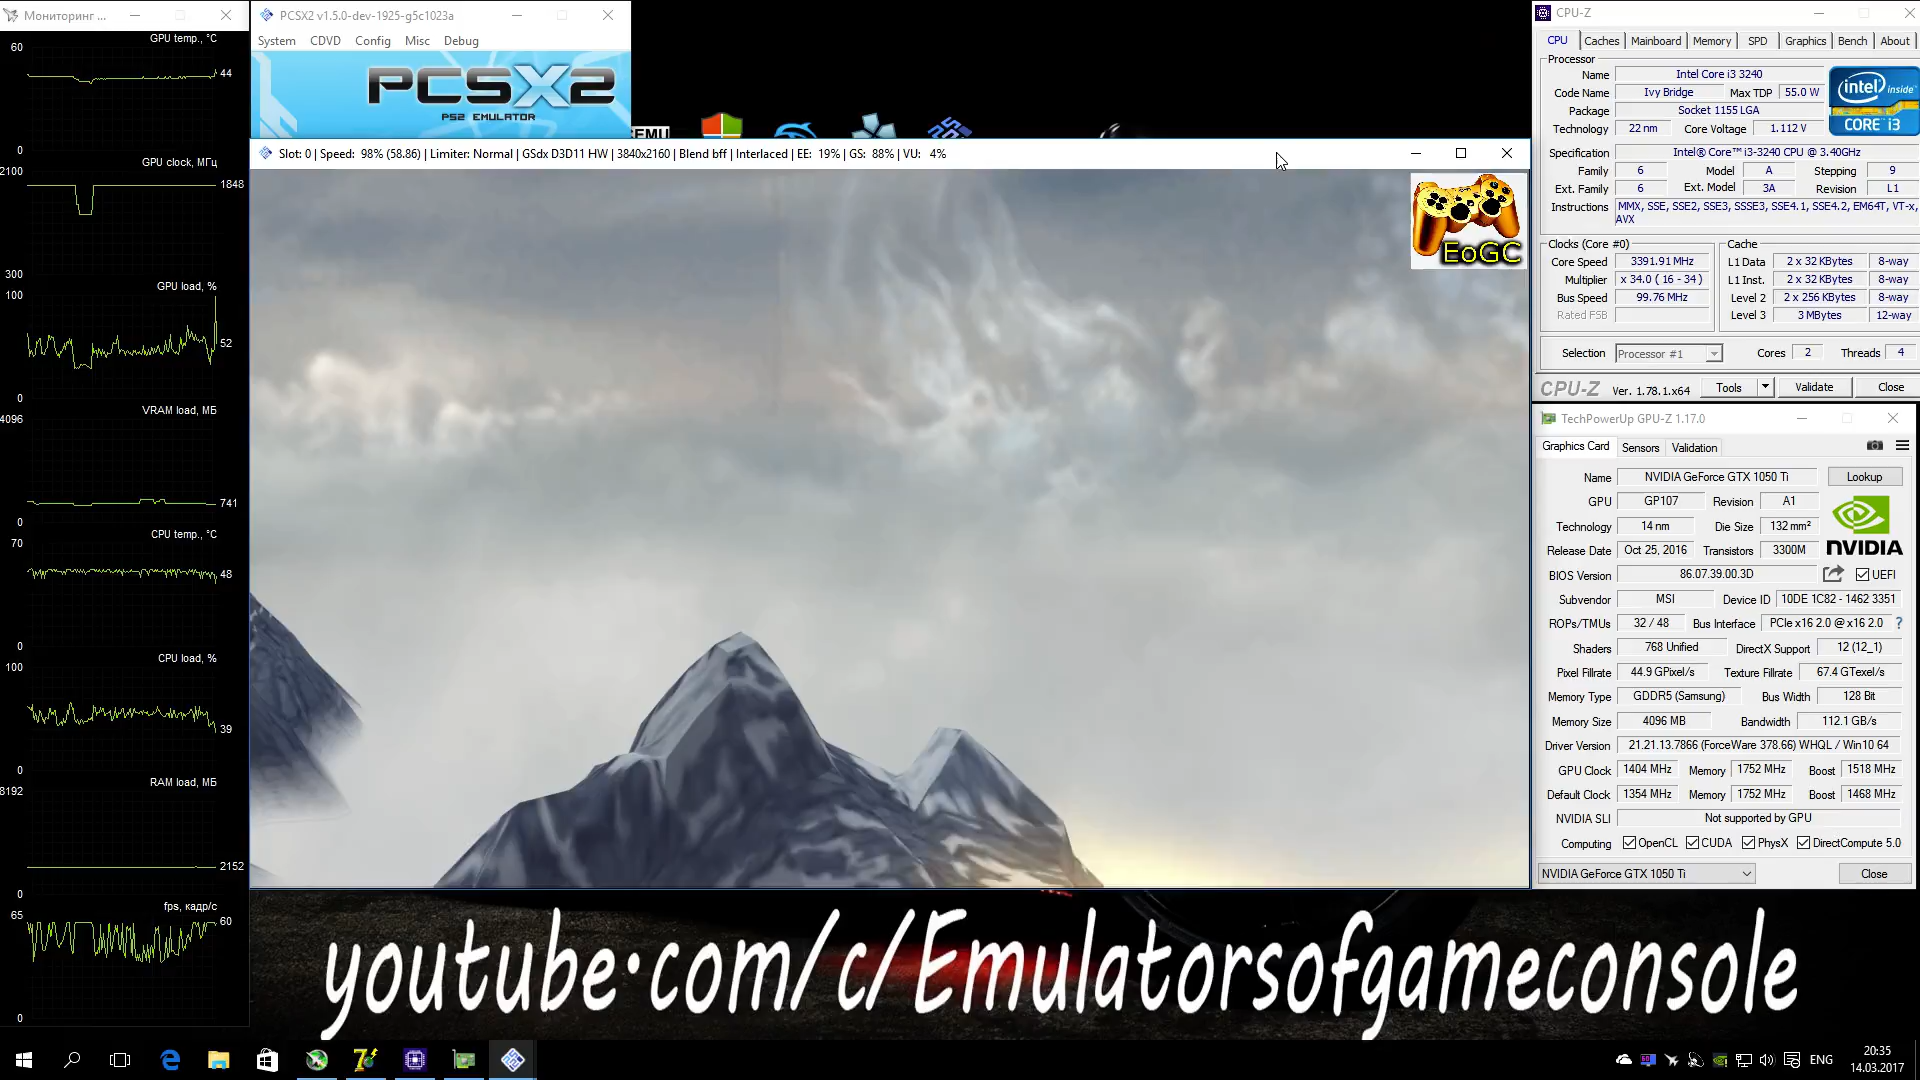 Мониторинг ...
GPU temp., °C
60
44
0
GPU clock, МГц
2100
1848
300
GPU load, %
100
52
0
VRAM load, МБ
4096
741
0
CPU temp., °C
70
48
0
CPU load, %
100
39
0
RAM load, МБ
8192
2152
0
fps, кадр/с
65
60
0
PCSX2 v1.5.0-dev-1925-g5c1023a
System CDVD Config Misc Debug
PCSX2
PS2 EMULATOR
CEMU
Slot: 0 | Speed: 98% (58.86) | Limiter: Normal | GSdx D3D11 HW | 3840x2160 | Blend bff | Interlaced | EE: 19% | GS: 88% | VU: 4%
EoGC
CPU-Z
CPU Caches Mainboard Memory SPD Graphics Bench About
Processor
Name Intel Core i3 3240
Code Name Ivy Bridge Max TDP 55.0 W
Package Socket 1155 LGA
Technology 22 nm Core Voltage 1.112 V
intel inside
CORE i3
Specification Intel® Core™ i3-3240 CPU @ 3.40GHz
Family 6 Model A Stepping 9
Ext. Family 6 Ext. Model 3A Revision L1
Instructions MMX, SSE, SSE2, SSE3, SSSE3, SSE4.1, SSE4.2, EM64T, VT-x,
AVX
Clocks (Core #0) Cache
Core Speed 3391.91 MHz L1 Data 2 x 32 KBytes 8-way
Multiplier x 34.0 ( 16 - 34 ) L1 Inst. 2 x 32 KBytes 8-way
Bus Speed 99.76 MHz Level 2 2 x 256 KBytes 8-way
Rated FSB Level 3 3 MBytes 12-way
Selection Processor #1 Cores 2 Threads 4
CPU-Z Ver. 1.78.1.x64 Tools Validate Close
TechPowerUp GPU-Z 1.17.0
Graphics Card Sensors Validation
Name NVIDIA GeForce GTX 1050 Ti Lookup
GPU GP107 Revision A1
Technology 14 nm Die Size 132 mm²
Release Date Oct 25, 2016 Transistors 3300M
NVIDIA
BIOS Version 86.07.39.00.3D UEFI
Subvendor MSI Device ID 10DE 1C82 - 1462 3351
ROPs/TMUs 32 / 48 Bus Interface PCIe x16 2.0 @ x16 2.0 ?
Shaders 768 Unified DirectX Support 12 (12_1)
Pixel Fillrate 44.9 GPixel/s Texture Fillrate 67.4 GTexel/s
Memory Type GDDR5 (Samsung) Bus Width 128 Bit
Memory Size 4096 MB Bandwidth 112.1 GB/s
Driver Version 21.21.13.7866 (ForceWare 378.66) WHQL / Win10 64
GPU Clock 1404 MHz Memory 1752 MHz Boost 1518 MHz
Default Clock 1354 MHz Memory 1752 MHz Boost 1468 MHz
NVIDIA SLI Not supported by GPU
Computing OpenCL CUDA PhysX DirectCompute 5.0
NVIDIA GeForce GTX 1050 Ti Close
youtube.com/c/Emulatorsofgameconsole
ENG
20:35
14.03.2017